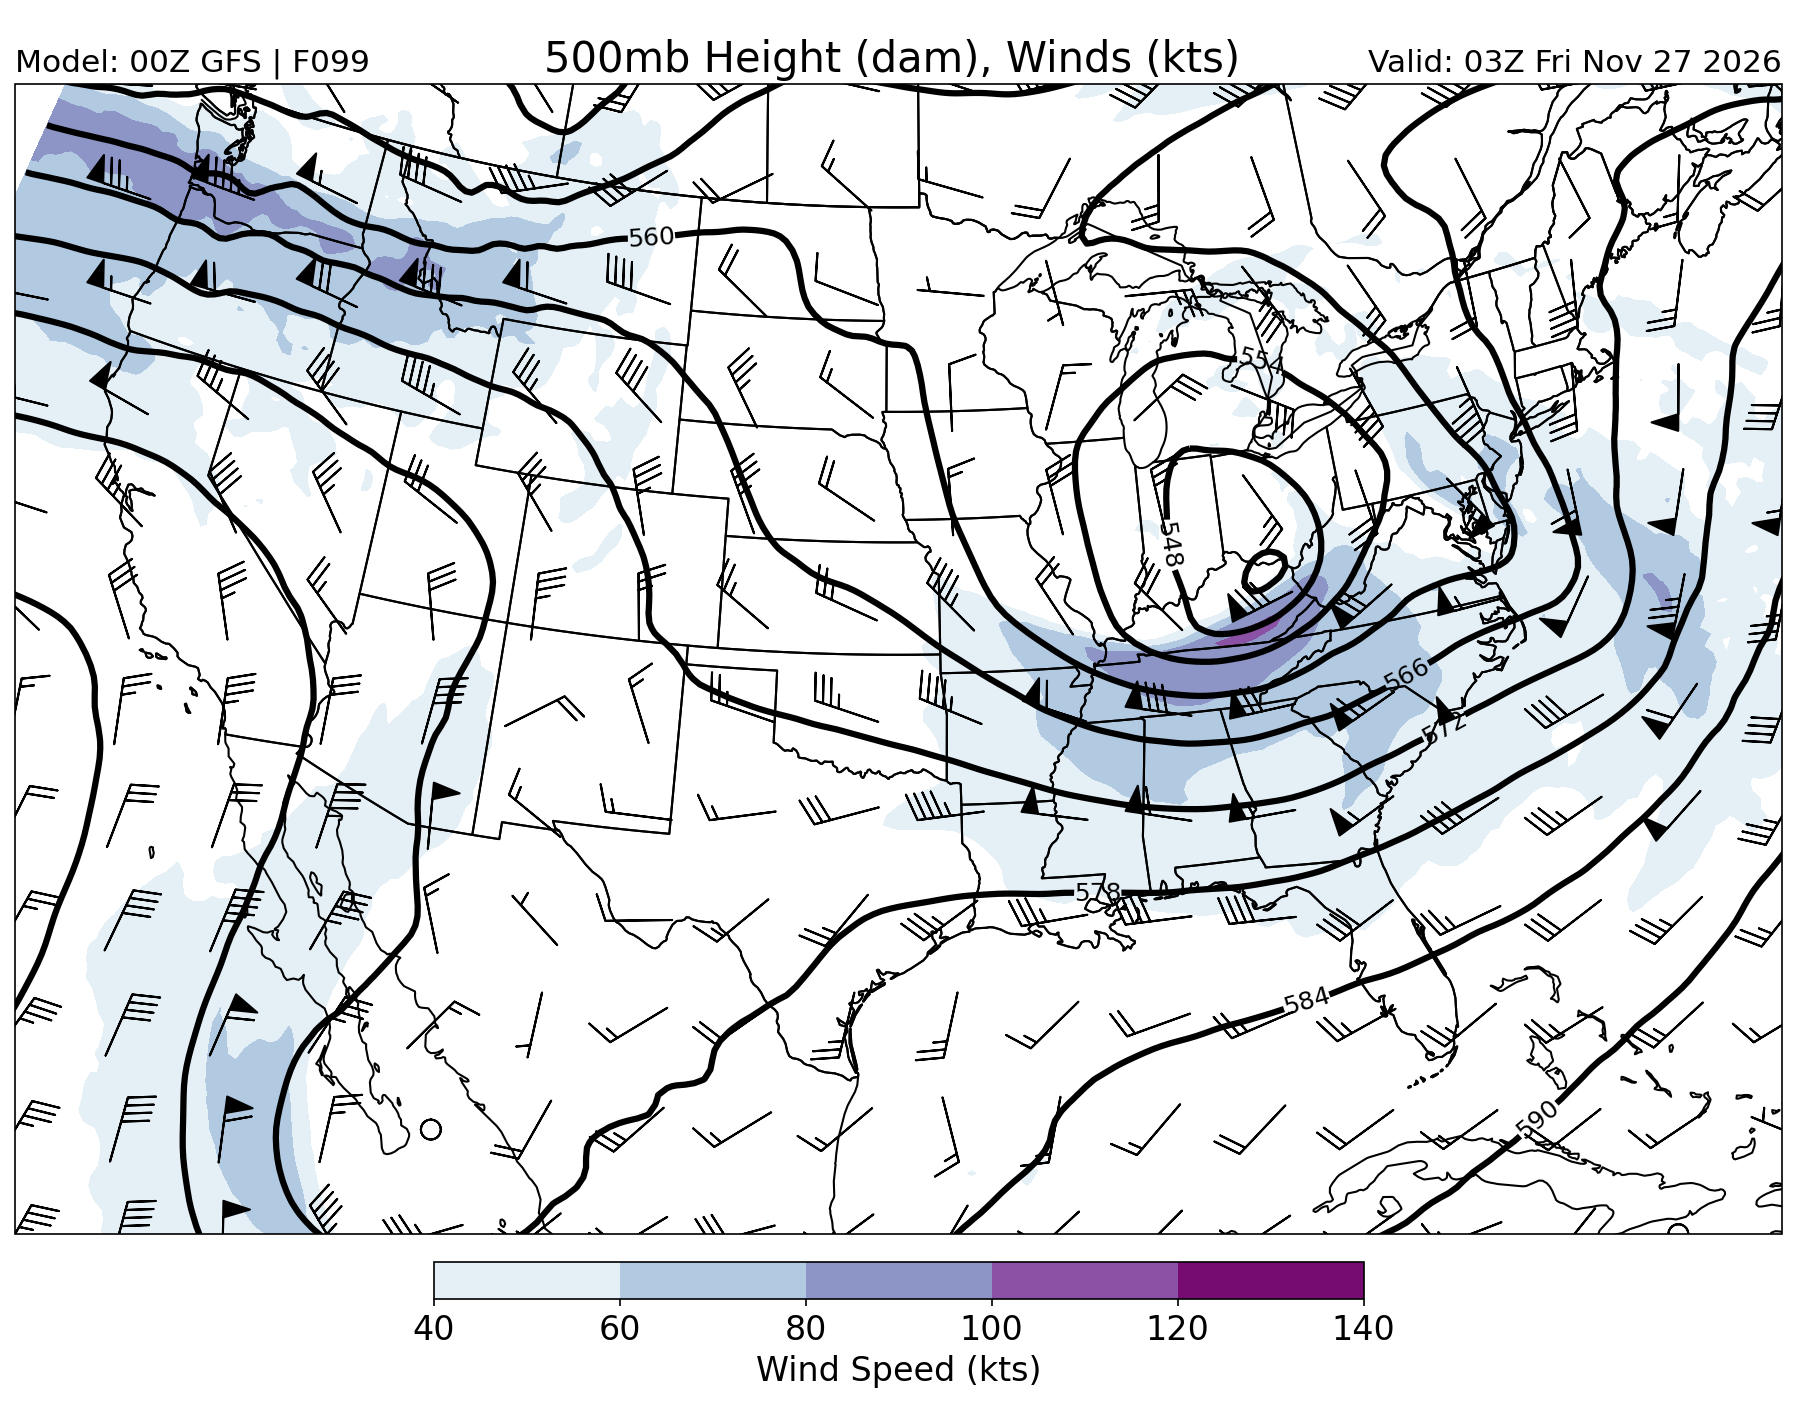 Model: 00Z GFS | F099
500mb Height (dam), Winds (kts)
Valid: 03Z Fri Nov 27 2026
560
548
566
572
578
584
590
40 60 80 100 120 140
Wind Speed (kts)